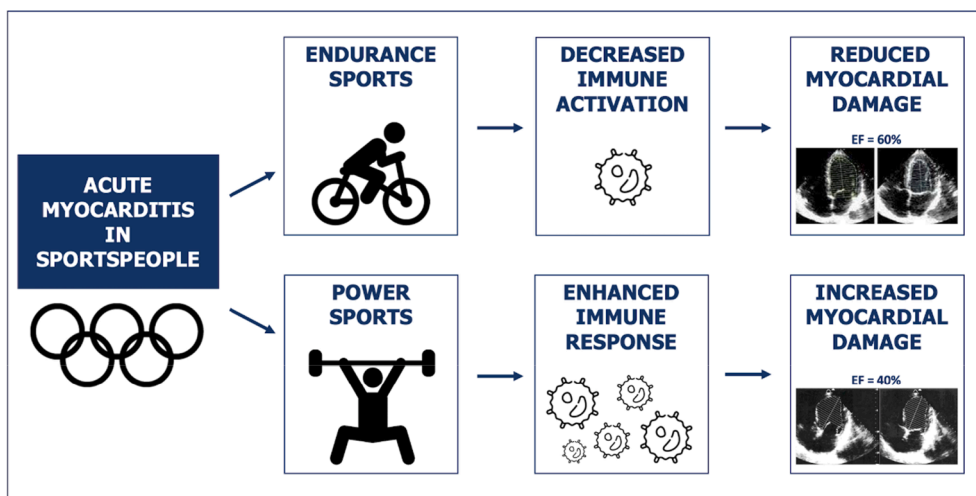 ACUTE
MYOCARDITIS
IN
SPORTSPEOPLE
ENDURANCE
SPORTS
DECREASED
IMMUNE
ACTIVATION
REDUCED
MYOCARDIAL
DAMAGE
EF = 60%
POWER
SPORTS
ENHANCED
IMMUNE
RESPONSE
INCREASED
MYOCARDIAL
DAMAGE
EF = 40%